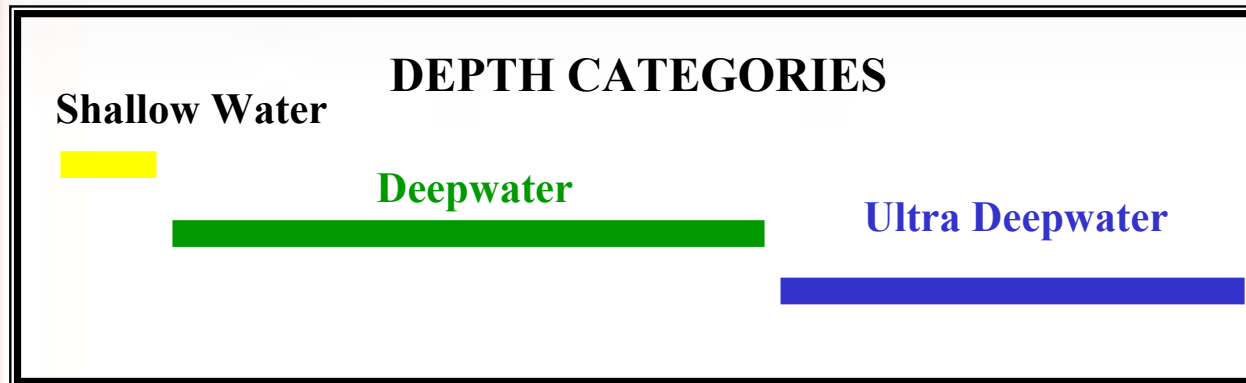 DEPTH CATEGORIES
Shallow Water
Deepwater
Ultra Deepwater